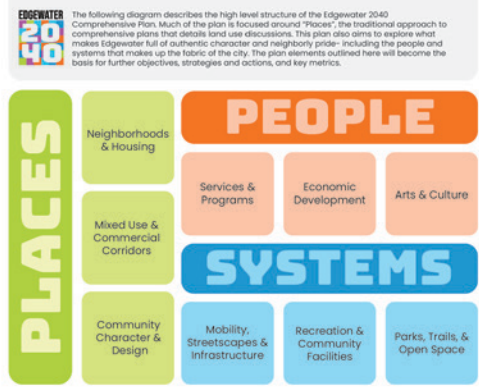 EDGEWATER
20
40
The following diagram describes the high level structure of the Edgewater 2040
Comprehensive Plan. Much of the plan is focused around “Places”, the traditional approach to
comprehensive plans that details land use discussions. This plan also aims to explore what
makes Edgewater full of authentic character and neighborly pride- including the people and
systems that makes up the fabric of the city. The plan elements outlined here will become the
basis for further objectives, strategies and actions, and key metrics.
PLACES
Neighborhoods
& Housing
Mixed Use &
Commercial
Corridors
Community
Character &
Design
PEOPLE
Services &
Programs
Economic
Development
Arts & Culture
SYSTEMS
Mobility,
Streetscapes &
Infrastructure
Recreation &
Community
Facilities
Parks, Trails, &
Open Space